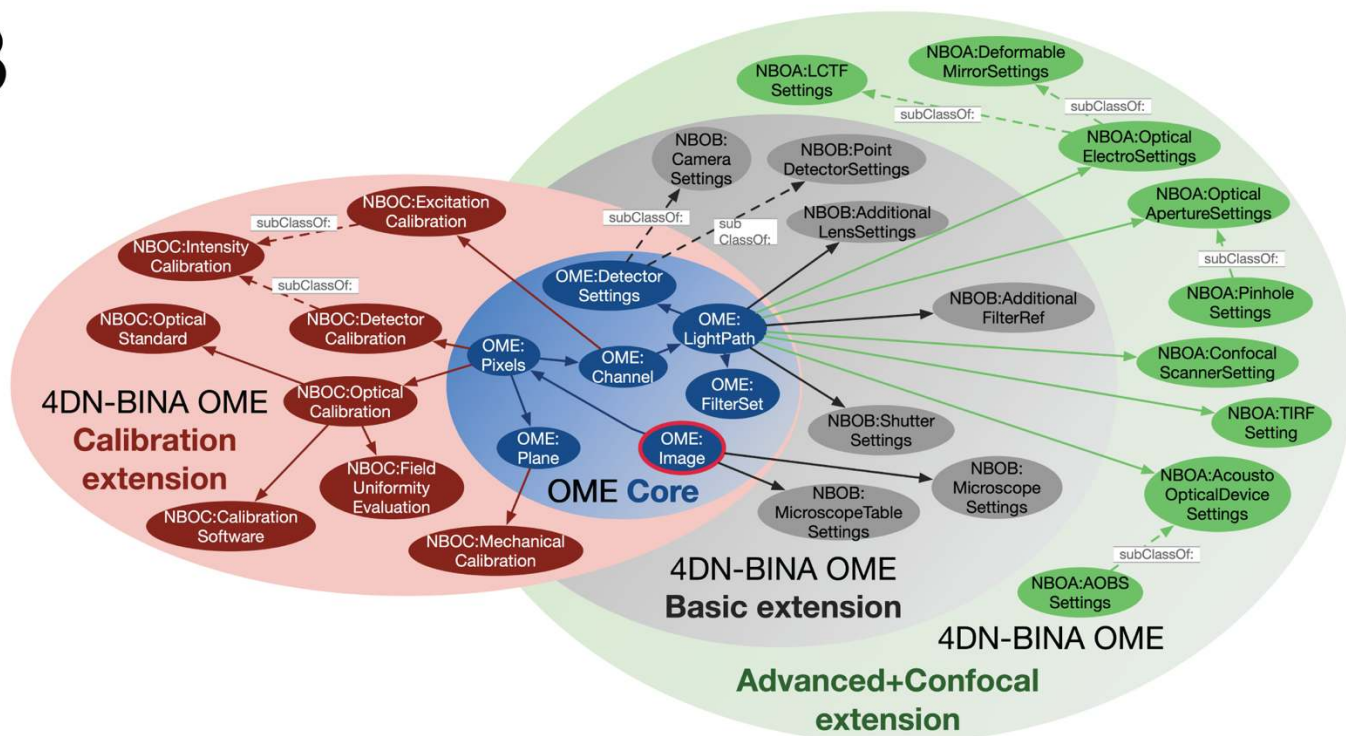 B
NBOA:Deformable
MirrorSettings
NBOA:LCTF
Settings
subClassOf:
subClassOf:
NBOA:Optical
ElectroSettings
NBOB:
Camera
Settings
NBOB:Point
DetectorSettings
NBOA:Optical
ApertureSettings
NBOC:Excitation
Calibration
subClassOf:
subClassOf:
sub
ClassOf:
NBOB:Additional
LensSettings
NBOC:Intensity
Calibration
subClassOf:
subClassOf:
OME:Detector
Settings
NBOA:Pinhole
Settings
NBOB:Additional
FilterRef
NBOC:Optical
Standard
NBOC:Detector
Calibration
OME:
LightPath
OME:
Pixels
OME:
Channel
NBOA:Confocal
ScannerSetting
OME:
FilterSet
NBOC:Optical
Calibration
4DN-BINA OME
Calibration
extension
NBOA:TIRF
Setting
NBOB:Shutter
Settings
OME:
Plane
OME:
Image
NBOC:Field
Uniformity
Evaluation
OME Core
NBOB:
Microscope
Settings
NBOA:Acousto
OpticalDevice
Settings
NBOB:
MicroscopeTable
Settings
NBOC:Calibration
Software
NBOC:Mechanical
Calibration
subClassOf:
4DN-BINA OME
Basic extension
NBOA:AOBS
Settings
4DN-BINA OME
Advanced+Confocal
extension